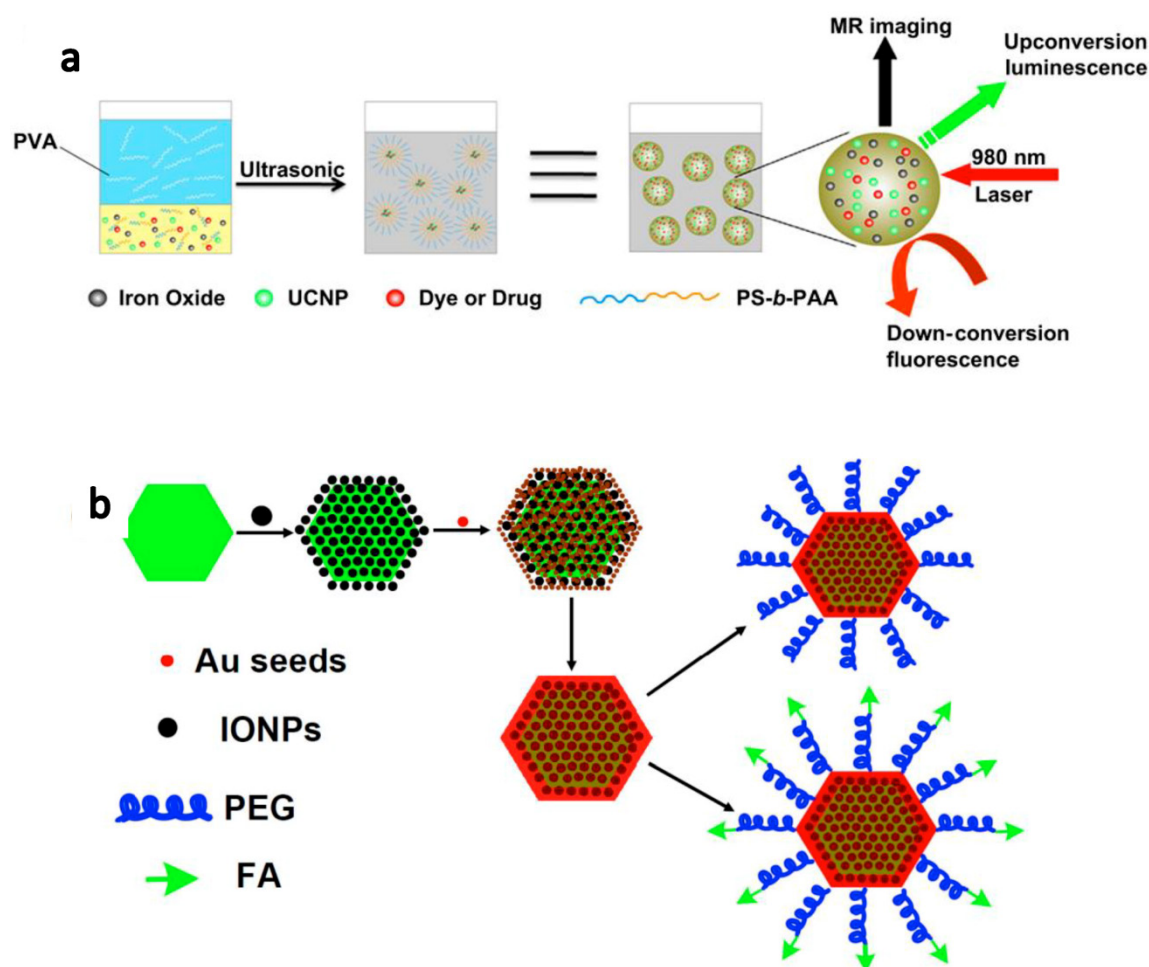 a
MR imaging
Upconversion
luminescence
PVA
Ultrasonic
980 nm
Laser
Iron Oxide
UCNP
Dye or Drug
PS-b-PAA
Down-conversion
fluorescence
b
Au seeds
IONPs
PEG
FA